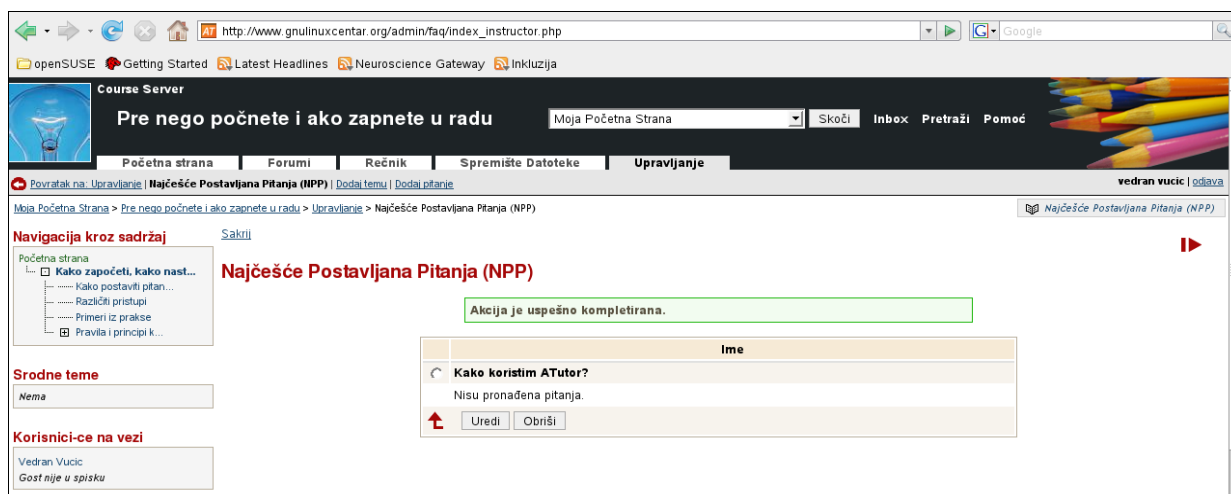 http://www.gnulinuxcentar.org/admin/faq/index_instructor.php
G Google
openSUSE Getting Started Latest Headlines Neuroscience Gateway Inkluzija
Course Server
Pre nego počnete i ako zapnete u radu Moja Početna Strana Skoči Inbox Pretraži Pomoć
Početna strana Forumi Rečnik Spremište Datoteke Upravljanje
Povratak na: Upravljanje | Najčešće Postavljana Pitanja (NPP) | Dodaj temu | Dodaj pitanje vedran vucic | odjava
Moja Početna Strana > Pre nego počnete i ako zapnete u radu > Upravljanje > Najčešće Postavljana Pitanja (NPP) Najčešće Postavljana Pitanja (NPP)
Navigacija kroz sadržaj Sakrij
Početna strana
Kako započeti, kako nast...
Kako postaviti pitan...
Različiti pristupi
Primeri iz prakse
Pravila i principi k...
Najčešće Postavljana Pitanja (NPP)
Akcija je uspešno kompletirana.
Ime
Kako koristim ATutor?
Nisu pronađena pitanja.
Uredi Obriši
Srodne teme
Nema
Korisnici-ce na vezi
Vedran Vucic
Gost nije u spisku